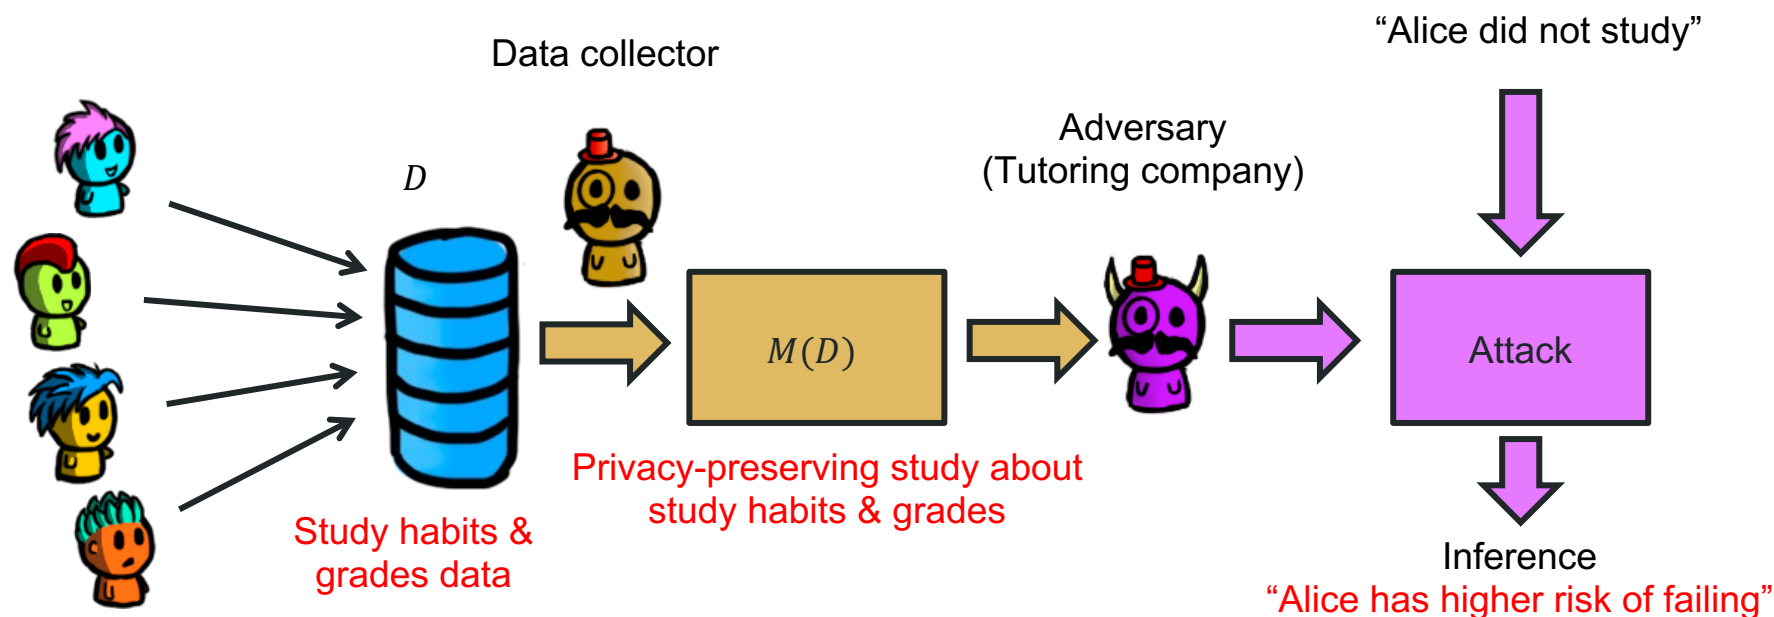 Data collector
“Alice did not study”
Adversary
(Tutoring company)
D
M(D)
Attack
Privacy-preserving study about
study habits & grades
Study habits &
grades data
Inference
“Alice has higher risk of failing”